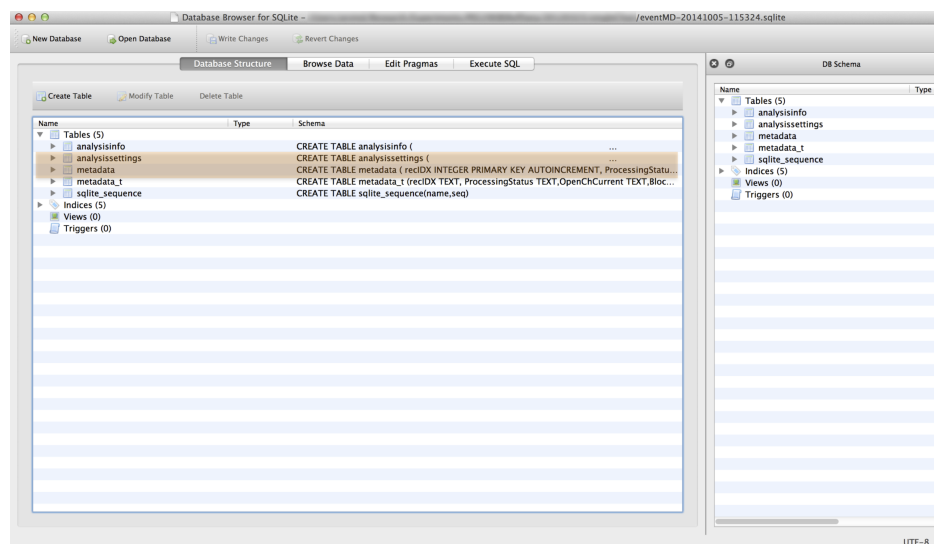 Database Browser for SQLite - /eventMD-20141005-115324.sqlite
New Database Open Database Write Changes Revert Changes
Database Structure Browse Data Edit Pragmas Execute SQL
Create Table Modify Table Delete Table
Name Type Schema
Tables (5)
analysisinfo CREATE TABLE analysisinfo ( ...
analysissettings CREATE TABLE analysissettings ( ...
metadata CREATE TABLE metadata ( recIDX INTEGER PRIMARY KEY AUTOINCREMENT, ProcessingStatu...
metadata_t CREATE TABLE metadata_t (recIDX TEXT, ProcessingStatus TEXT,OpenChCurrent TEXT,Bloc...
sqlite_sequence CREATE TABLE sqlite_sequence(name,seq)
Indices (5)
Views (0)
Triggers (0)
DB Schema
Name Type
Tables (5)
analysisinfo
analysissettings
metadata
metadata_t
sqlite_sequence
Indices (5)
Views (0)
Triggers (0)
UTF-8